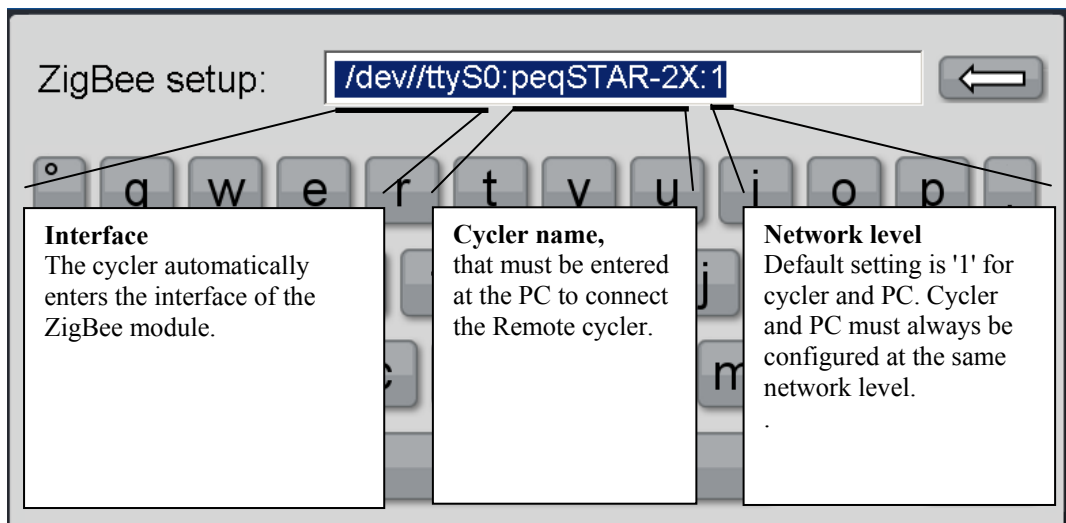 ZigBee setup: /dev//ttyS0:peqSTAR-2X:1
° q w e r t y u i o p
Interface
The cycler automatically
enters the interface of the
ZigBee module.
Cycler name,
that must be entered
at the PC to connect
the Remote cycler.
j
m
Network level
Default setting is '1' for
cycler and PC. Cycler
and PC must always be
configured at the same
network level.
.